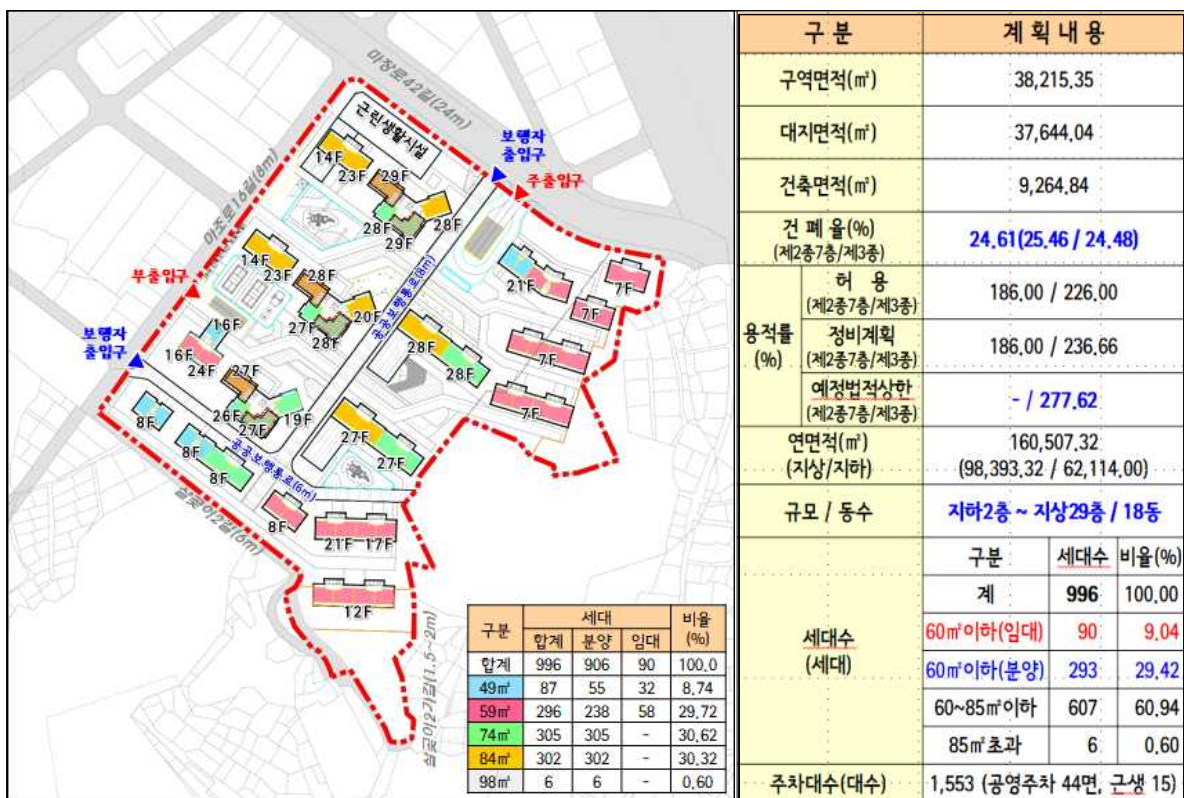 미장로42길(24m)
근린생활시설
보행자
출입구
주출입구
14F
23F
29F
28F
29F
28F
마조로16길(8m)
14F
23F
28F
20F
27F
28F
공공보행통로(8m)
21F
7F
7F
7F
7F
부출입구
보행자
출입구
16F
16F
24F
27F
26F
27F
19F
28F
28F
27F
27F
8F
8F
8F
공공보행통로(6m)
8F
21F
17F
12F
구분 세대 비율
합계 분양 임대 (%)
합계 996 906 90 100.0
49㎡ 87 55 32 8.74
59㎡ 296 238 58 29.72
74㎡ 305 305 - 30.62
84㎡ 302 302 - 30.32
98㎡ 6 6 - 0.60
구 분 계 획 내 용
구역면적(㎡) 38,215.35
대지면적(㎡) 37,644.04
건축면적(㎡) 9,264.84
건 폐 율(%) 24.61(25.46 / 24.48)
(제2종7층/제3종)
용적률
(%)
허 용 186.00 / 226.00
(제2종7층/제3종)
정비계획 186.00 / 236.66
(제2종7층/제3종)
예정법적상한 - / 277.62
(제2종7층/제3종)
연면적(㎡) 160,507.32
(지상/지하) (98,393.32 / 62,114.00)
규모 / 동수 지하2층 ~ 지상29층 / 18동
세대수
(세대)
구분 세대수 비율(%)
계 996 100.00
60㎡이하(임대) 90 9.04
60㎡이하(분양) 293 29.42
60~85㎡이하 607 60.94
85㎡초과 6 0.60
주차대수(대수) 1,553 (공영주차 44면, 근생 15)